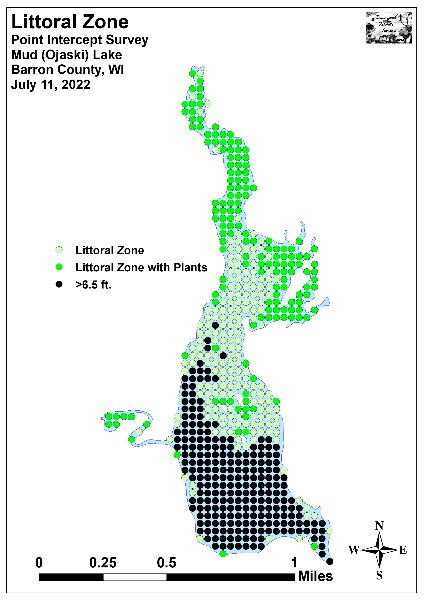 Littoral Zone
Point Intercept Survey
Mud (Ojaski) Lake
Barron County, WI
July 11, 2022
Littoral Zone
Littoral Zone with Plants
>6.5 ft.
N
W E
S
0 0.25 0.5 1
Miles